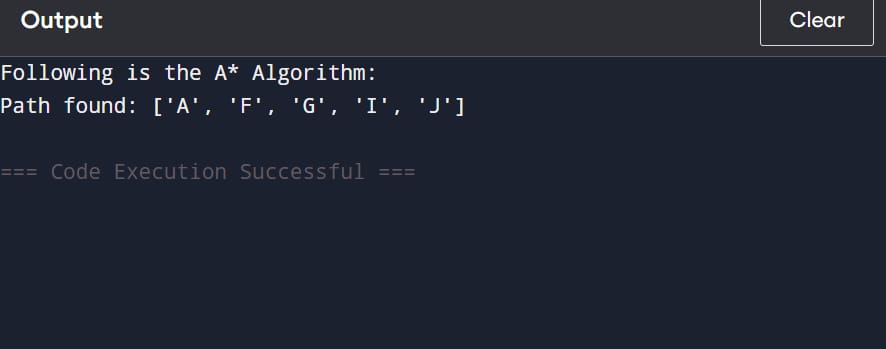 Output
Clear
Following is the A* Algorithm:
Path found: ['A', 'F', 'G', 'I', 'J']
=== Code Execution Successful ===